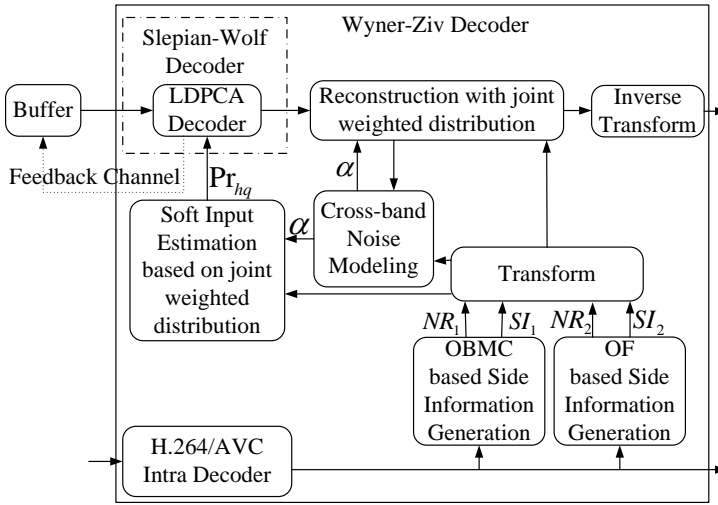 Wyner-Ziv Decoder
Slepian-Wolf
Decoder
Buffer
LDPCA
Decoder
Reconstruction with joint
weighted distribution
Inverse
Transform
Feedback Channel
Pr_{hq}
α
Soft Input
Estimation
based on joint
weighted
distribution
α
Cross-band
Noise
Modeling
Transform
NR_1
SI_1
NR_2
SI_2
OBMC
based Side
Information
Generation
OF
based Side
Information
Generation
H.264/AVC
Intra Decoder